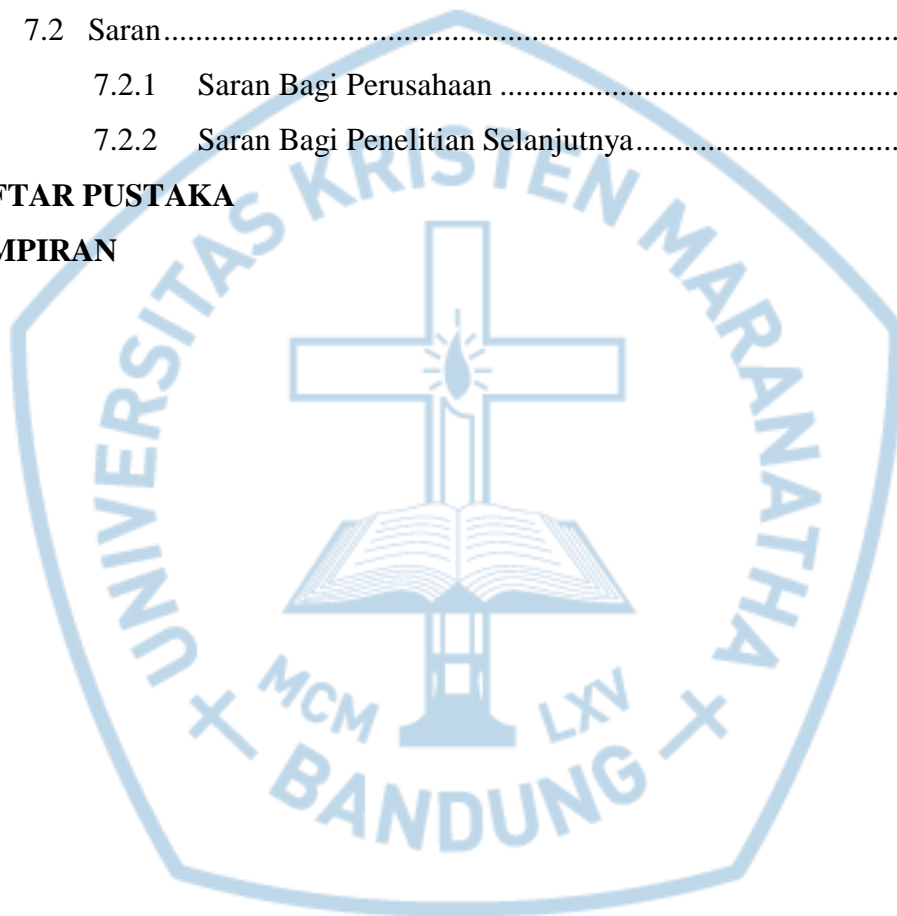 7.2 Saran................................................................................................
7.2.1 Saran Bagi Perusahaan ......................................................
7.2.2 Saran Bagi Penelitian Selanjutnya....................................
FTAR PUSTAKA
MPIRAN
UNIVERSITAS KRISTEN MARANATHA
MCM LXV
BANDUNG